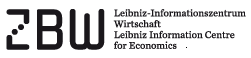 ZBW
Leibniz-Informationszentrum
Wirtschaft
Leibniz Information Centre
for Economics